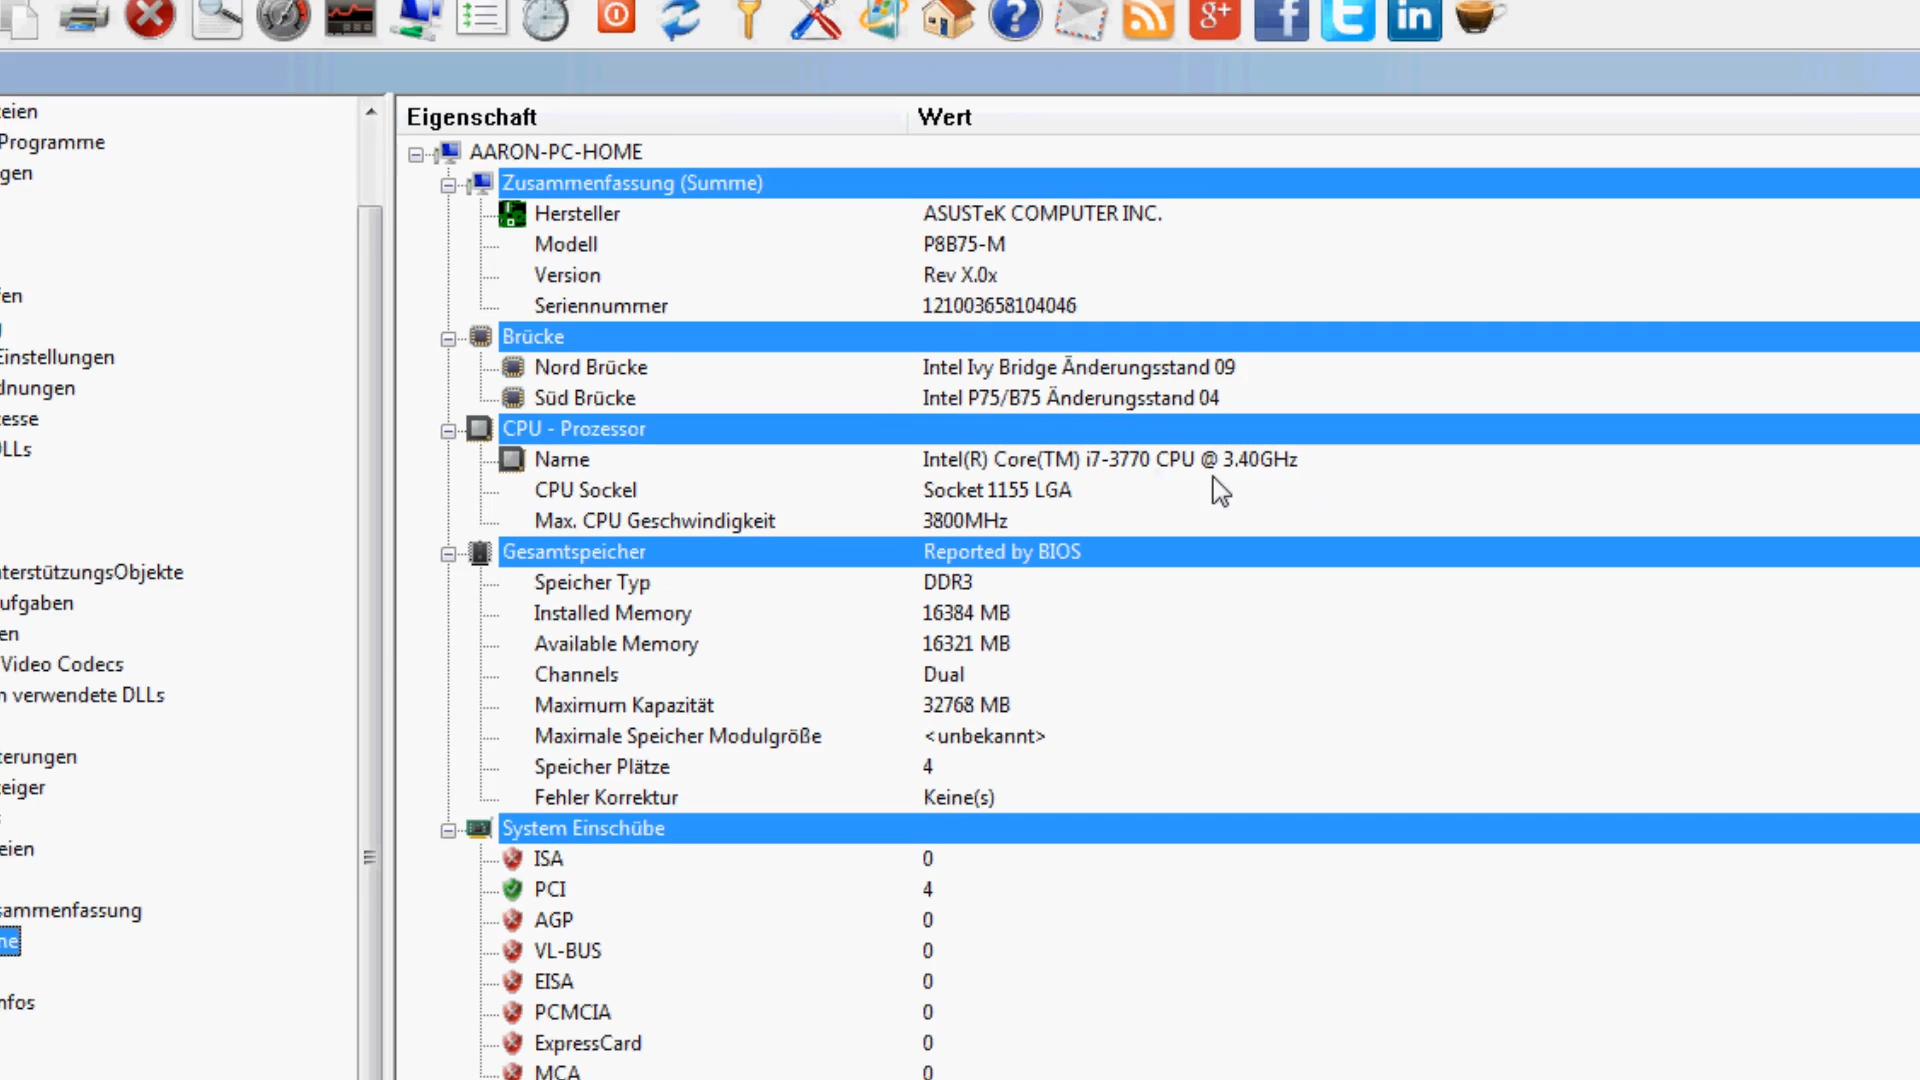 g+
f
t
in
eien
Eigenschaft Wert
Programme
AARON-PC-HOME
gen
Zusammenfassung (Summe)
Hersteller ASUSTeK COMPUTER INC.
Modell P8B75-M
Version Rev X.0x
en
Seriennummer 121003658104046
Brücke
Einstellungen
Nord Brücke Intel Ivy Bridge Änderungsstand 09
dnungen
Süd Brücke Intel P75/B75 Änderungsstand 04
esse
CPU - Prozessor
DLLs
Name Intel(R) Core(TM) i7-3770 CPU @ 3.40GHz
CPU Sockel Socket 1155 LGA
Max. CPU Geschwindigkeit 3800MHz
Gesamtspeicher Reported by BIOS
terstützungsObjekte
Speicher Typ DDR3
ufgaben
Installed Memory 16384 MB
en
Available Memory 16321 MB
Video Codecs
Channels Dual
n verwendete DLLs
Maximum Kapazität 32768 MB
Maximale Speicher Modulgröße <unbekannt>
terungen
Speicher Plätze 4
eiger
Fehler Korrektur Keine(s)
System Einschübe
eien
ISA 0
PCI 4
sammenfassung
AGP 0
ne
VL-BUS 0
EISA 0
nfos
PCMCIA 0
ExpressCard 0
MCA 0